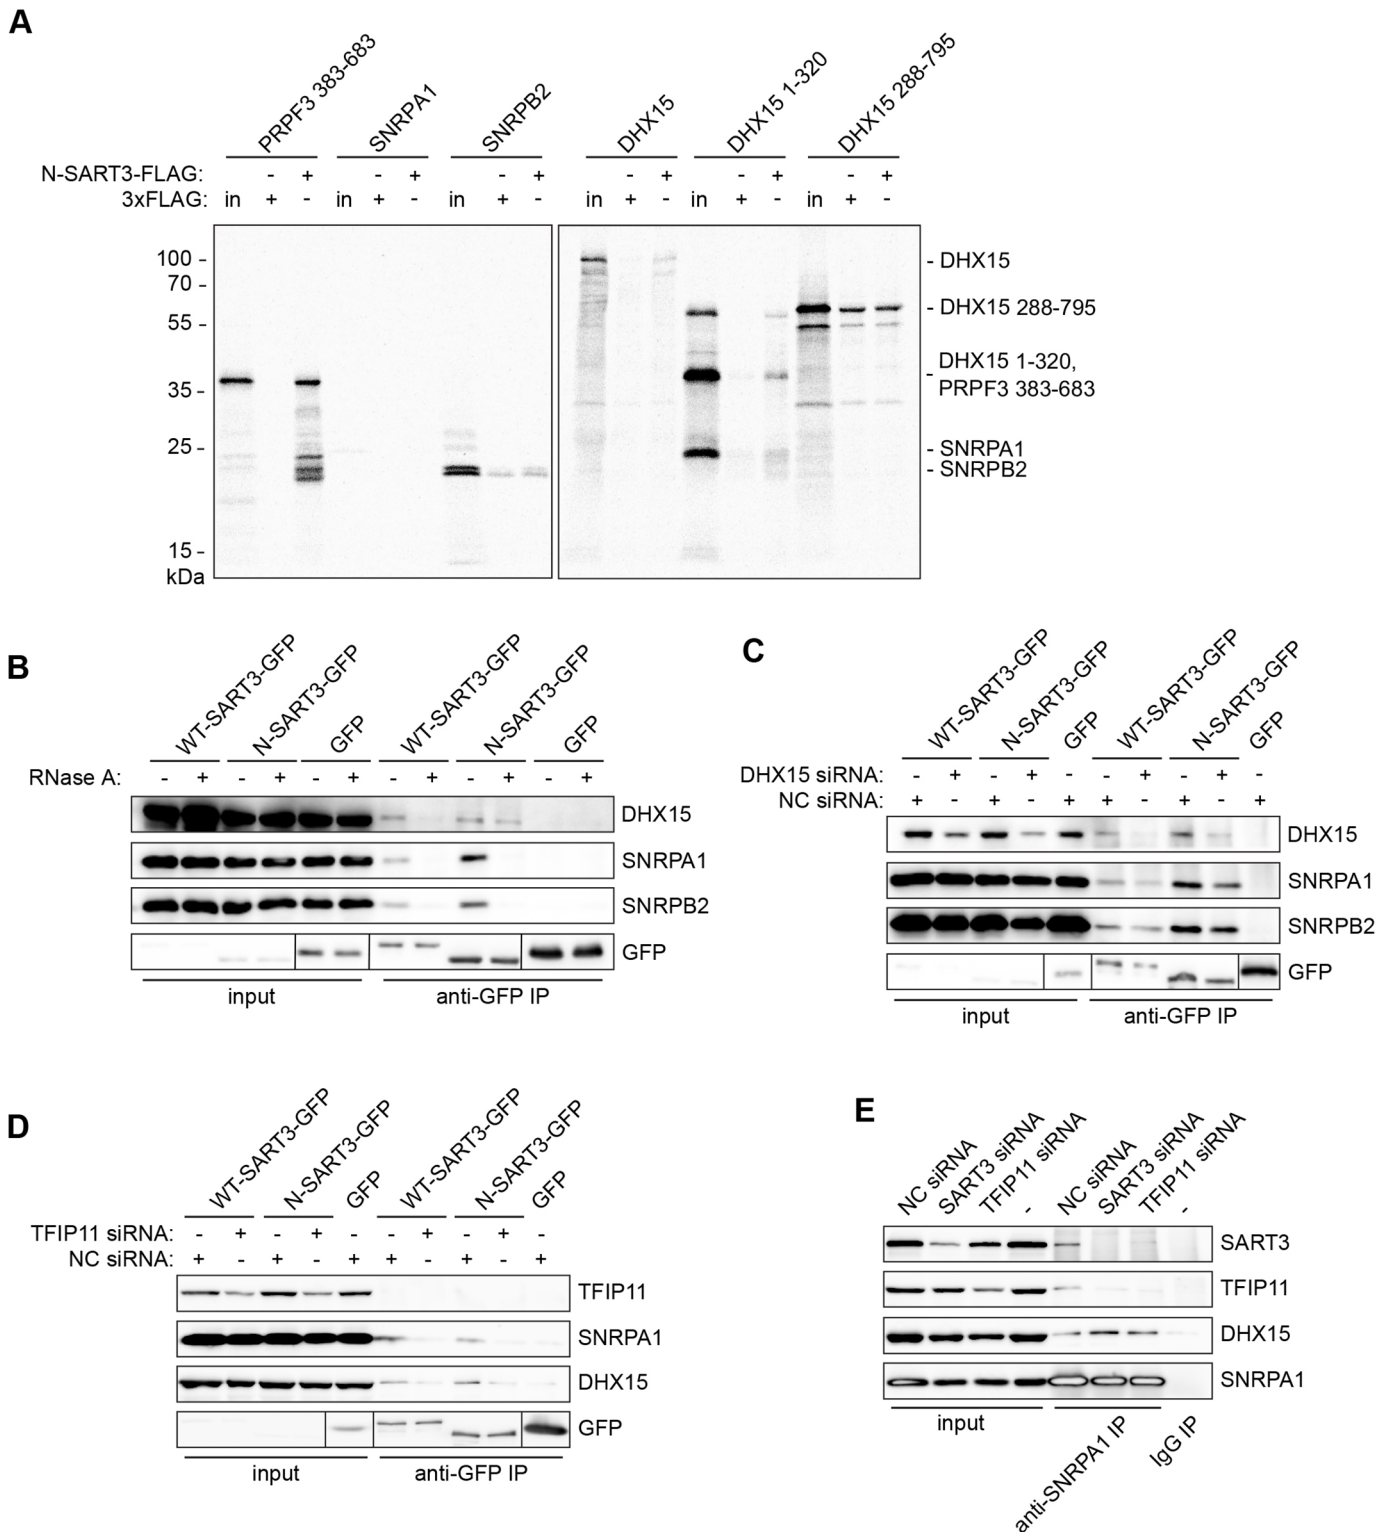 A
PRPF3 383-683
SNRPA1
SNRPB2
DHX15
DHX15 1-320
DHX15 288-795
N-SART3-FLAG: - + - + - + - + - + - +
3xFLAG: in + - in + - in + - in + - in + - in + -
100 -
70 -
55 -
35 -
25 -
15 -
kDa
- DHX15
- DHX15 288-795
- DHX15 1-320,
PRPF3 383-683
- SNRPA1
- SNRPB2
B
WT-SART3-GFP
N-SART3-GFP
GFP
WT-SART3-GFP
N-SART3-GFP
GFP
RNase A: - + - + - + - + - + - +
DHX15
SNRPA1
SNRPB2
GFP
input
anti-GFP IP
C
WT-SART3-GFP
N-SART3-GFP
GFP
WT-SART3-GFP
N-SART3-GFP
GFP
DHX15 siRNA: - + - + - - + - + -
NC siRNA: + - + - + + - + - +
DHX15
SNRPA1
SNRPB2
GFP
input
anti-GFP IP
D
WT-SART3-GFP
N-SART3-GFP
GFP
WT-SART3-GFP
N-SART3-GFP
GFP
TFIP11 siRNA: - + - + - - + - + -
NC siRNA: + - + - + + - + - +
TFIP11
SNRPA1
DHX15
GFP
input
anti-GFP IP
E
NC siRNA
SART3 siRNA
TFIP11 siRNA
-
NC siRNA
SART3 siRNA
TFIP11 siRNA
-
SART3
TFIP11
DHX15
SNRPA1
input
anti-SNRPA1 IP
IgG IP